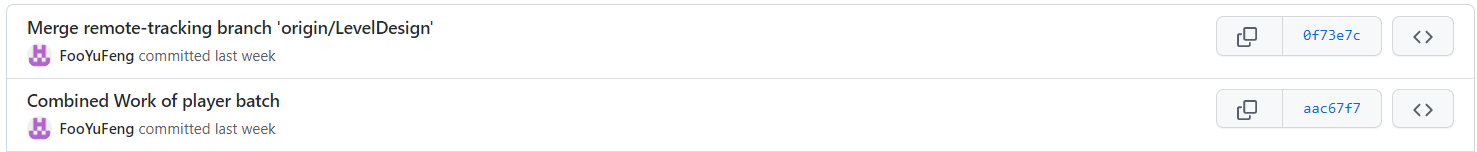 Merge remote-tracking branch 'origin/LevelDesign'
0f73e7c
FooYuFeng committed last week
Combined Work of player batch
aac67f7
FooYuFeng committed last week